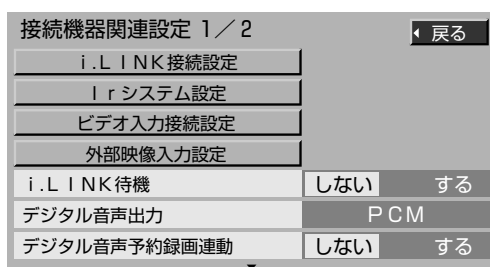 接続機器関連設定 1／2
戻る
i.LINK接続設定
Irシステム設定
ビデオ入力接続設定
外部映像入力設定
i.LINK待機 しない する
デジタル音声出力 PCM
デジタル音声予約録画連動 しない する